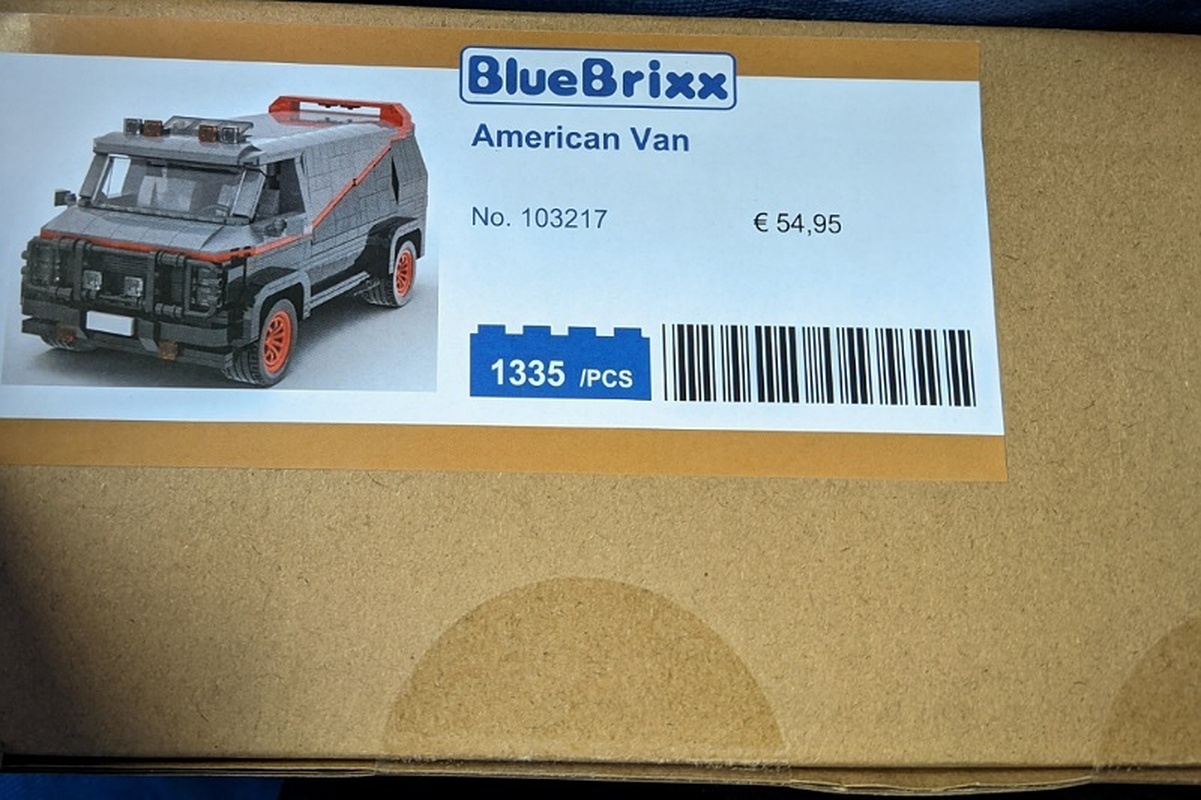 BlueBrixx
American Van
No. 103217 € 54,95
1335 /PCS